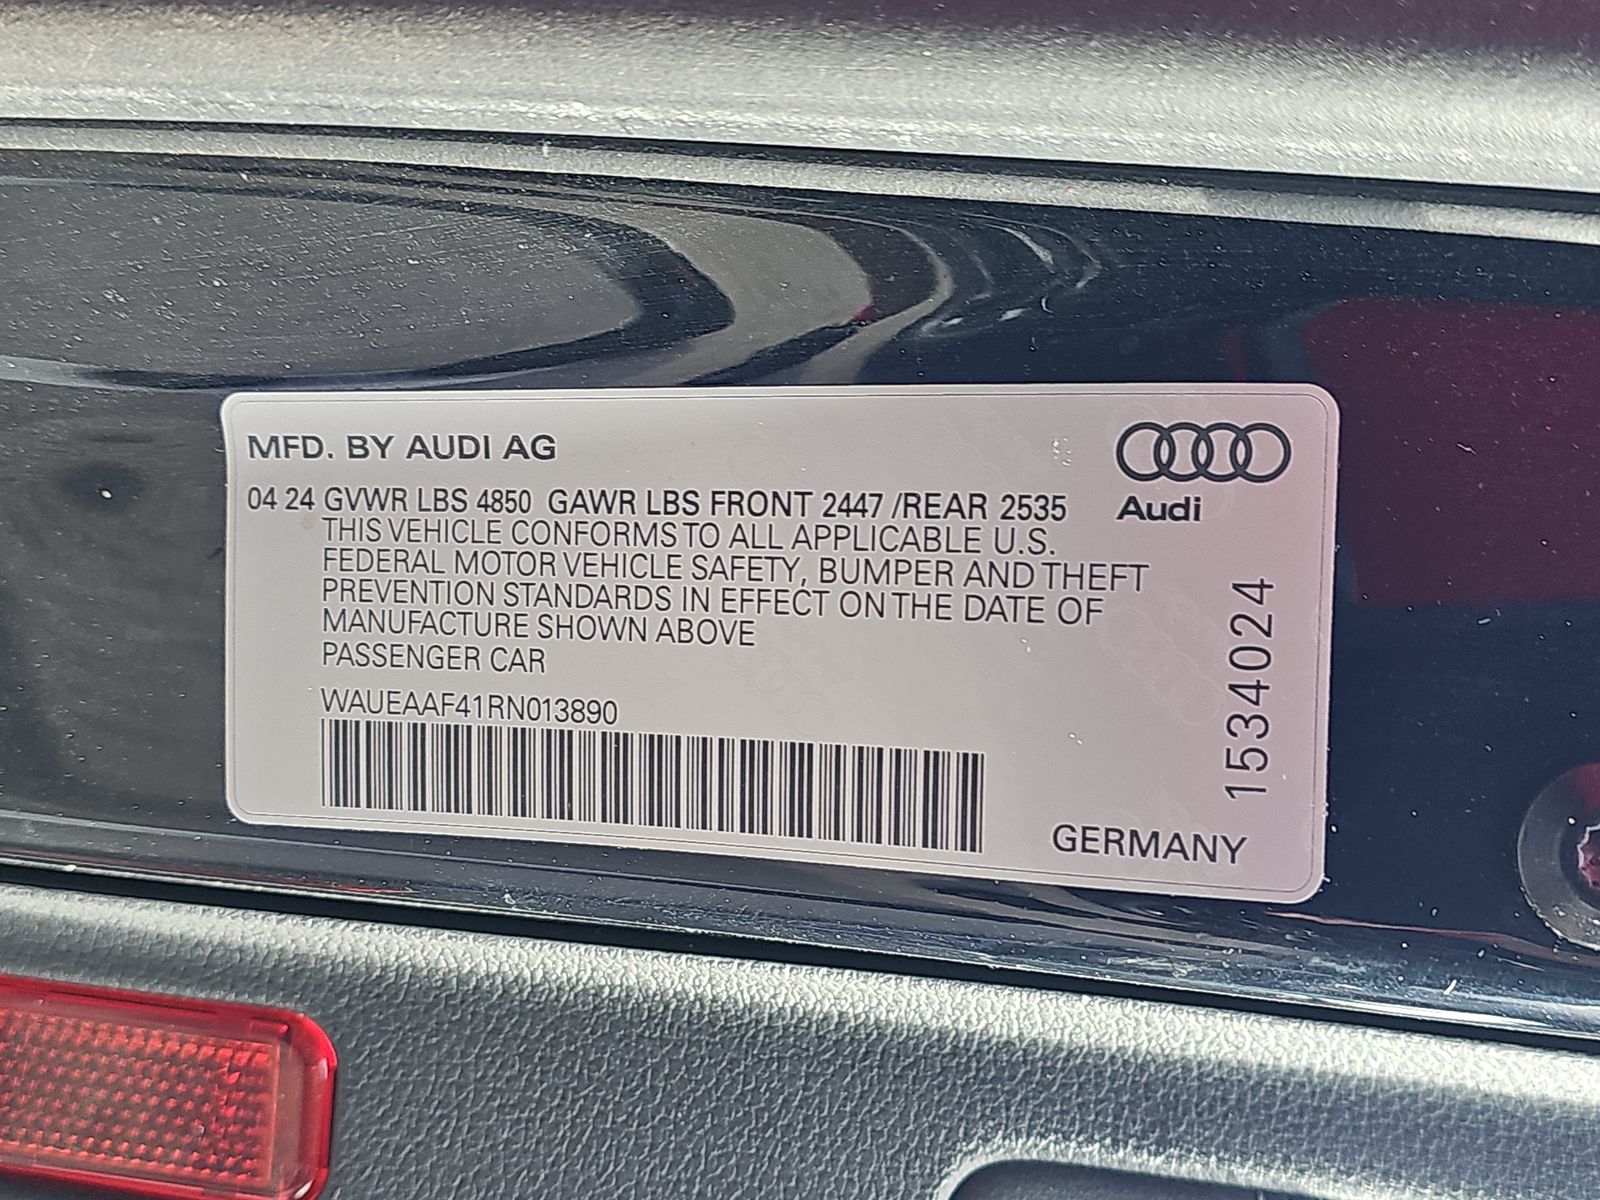 MFD. BY AUDI AG
Audi
04 24 GVWR LBS 4850 GAWR LBS FRONT 2447 /REAR 2535
THIS VEHICLE CONFORMS TO ALL APPLICABLE U.S.
FEDERAL MOTOR VEHICLE SAFETY, BUMPER AND THEFT
PREVENTION STANDARDS IN EFFECT ON THE DATE OF
MANUFACTURE SHOWN ABOVE
PASSENGER CAR
WAUEAAF41RN013890
1534024
GERMANY